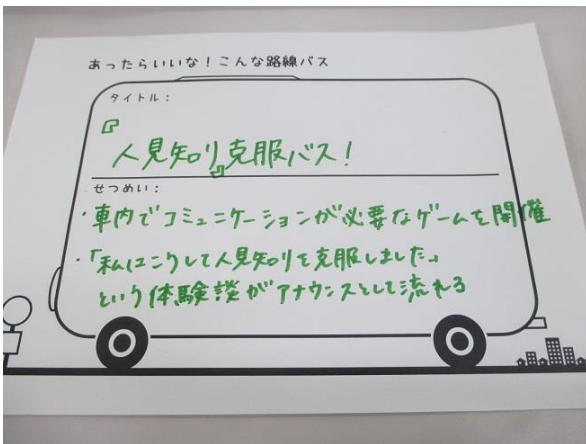 あったらいいな！こんな路線バス
タイトル：
『人見知り』克服バス！
せつめい：
・車内でコミュニケーションが必要なゲームを開催
・「私はこうして人見知りを克服しました」
という体験談がアナウンスとして流れる